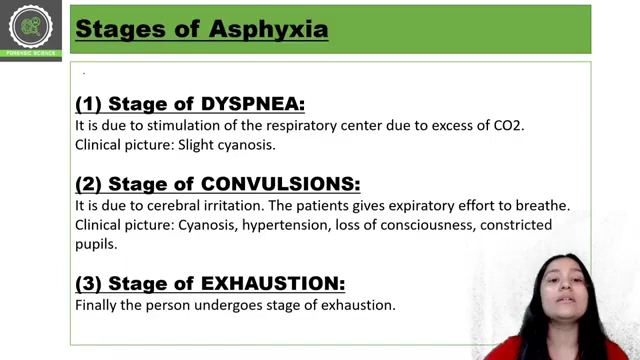 Stages of Asphyxia
FORENSIC SCIENCE
(1) Stage of DYSPNEA:
It is due to stimulation of the respiratory center due to excess of CO2.
Clinical picture: Slight cyanosis.
(2) Stage of CONVULSIONS:
It is due to cerebral irritation. The patients gives expiratory effort to breathe.
Clinical picture: Cyanosis, hypertension, loss of consciousness, constricted
pupils.
(3) Stage of EXHAUSTION:
Finally the person undergoes stage of exhaustion.